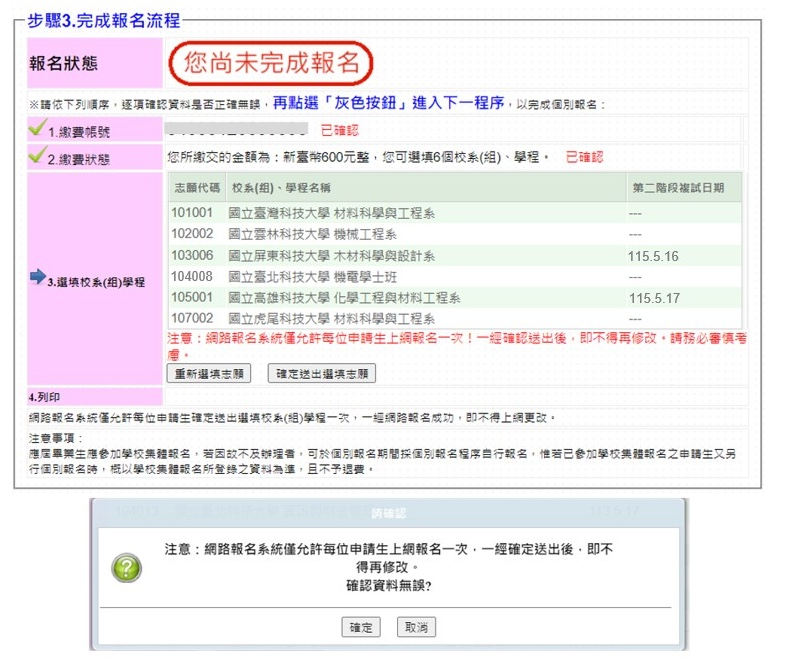 步驟3.完成報名流程
報名狀態
您尚未完成報名
※請依下列順序，逐項確認資料是否正確無誤，再點選「灰色按鈕」進入下一程序，以完成個別報名：
1.繳費帳號 已確認
2.繳費狀態 您所繳交的金額為：新臺幣600元整，您可選填6個校系(組)、學程。 已確認
志願代碼 校系(組)、學程名稱 第二階段複試日期
101001 國立臺灣科技大學 材料科學與工程系 ---
102002 國立雲林科技大學 機械工程系 ---
103006 國立屏東科技大學 木材科學與設計系 115.5.16
3.選填校系(組)學程
104008 國立臺北科技大學 機電學士班 ---
105001 國立高雄科技大學 化學工程與材料工程系 115.5.17
107002 國立虎尾科技大學 材料科學與工程系 ---
注意：網路報名系統僅允許每位申請生上網報名一次！一經確認送出後，即不得再修改。請務必審慎考
慮。
重新選填志願 確定送出選填志願
4.列印
網路報名系統僅允許每位申請生確定送出選填校系(組)學程一次，一經網路報名成功，即不得上網更改。
注意事項：
應屆畢業生應參加學校集體報名，若因故不及辦理者，可於個別報名期間採個別報名程序自行報名，惟若已參加學校集體報名之申請生又另
行個別報名時，概以學校集體報名所登錄之資料為準，且不予退費。
請確認
注意：網路報名系統僅允許每位申請生上網報名一次，一經確定送出後，即不
得再修改。
確認資料無誤?
確定 取消